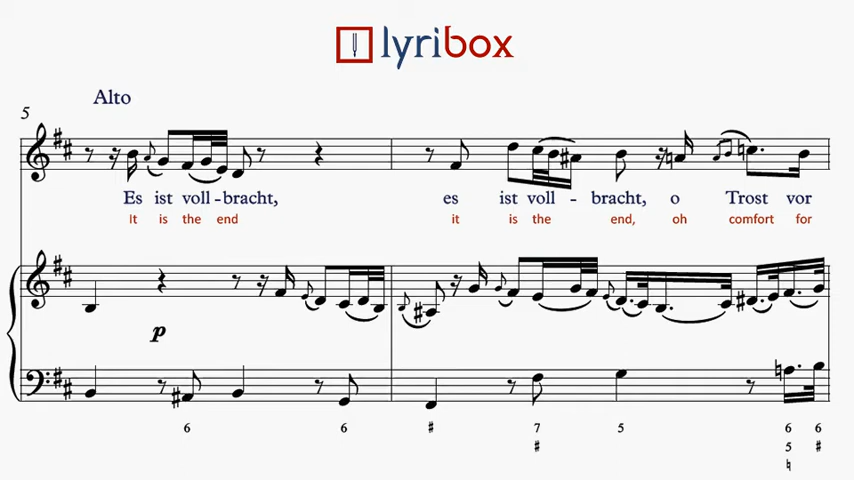 lyribox
Alto
5
Es ist voll - bracht, es ist voll - bracht, o Trost vor
It is the end it is the end, oh comfort for
p
6 6 # 7 5 6 6
# 5 #
♮